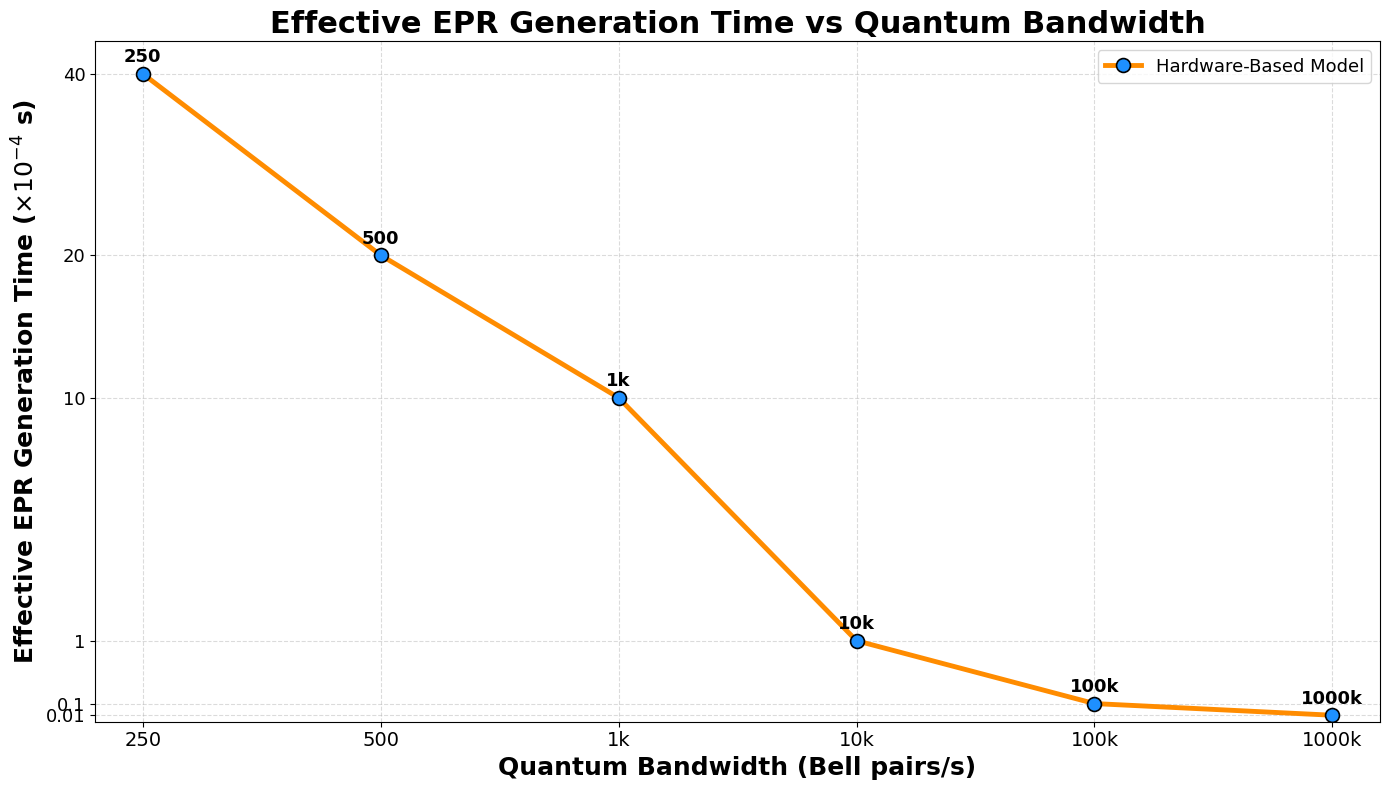 Effective EPR Generation Time vs Quantum Bandwidth
Hardware-Based Model
Effective EPR Generation Time (×10⁻⁴ s)
40
20
10
1
0.1
0.01
250
500
1k
10k
100k
1000k
250
500
1k
10k
100k
1000k
Quantum Bandwidth (Bell pairs/s)